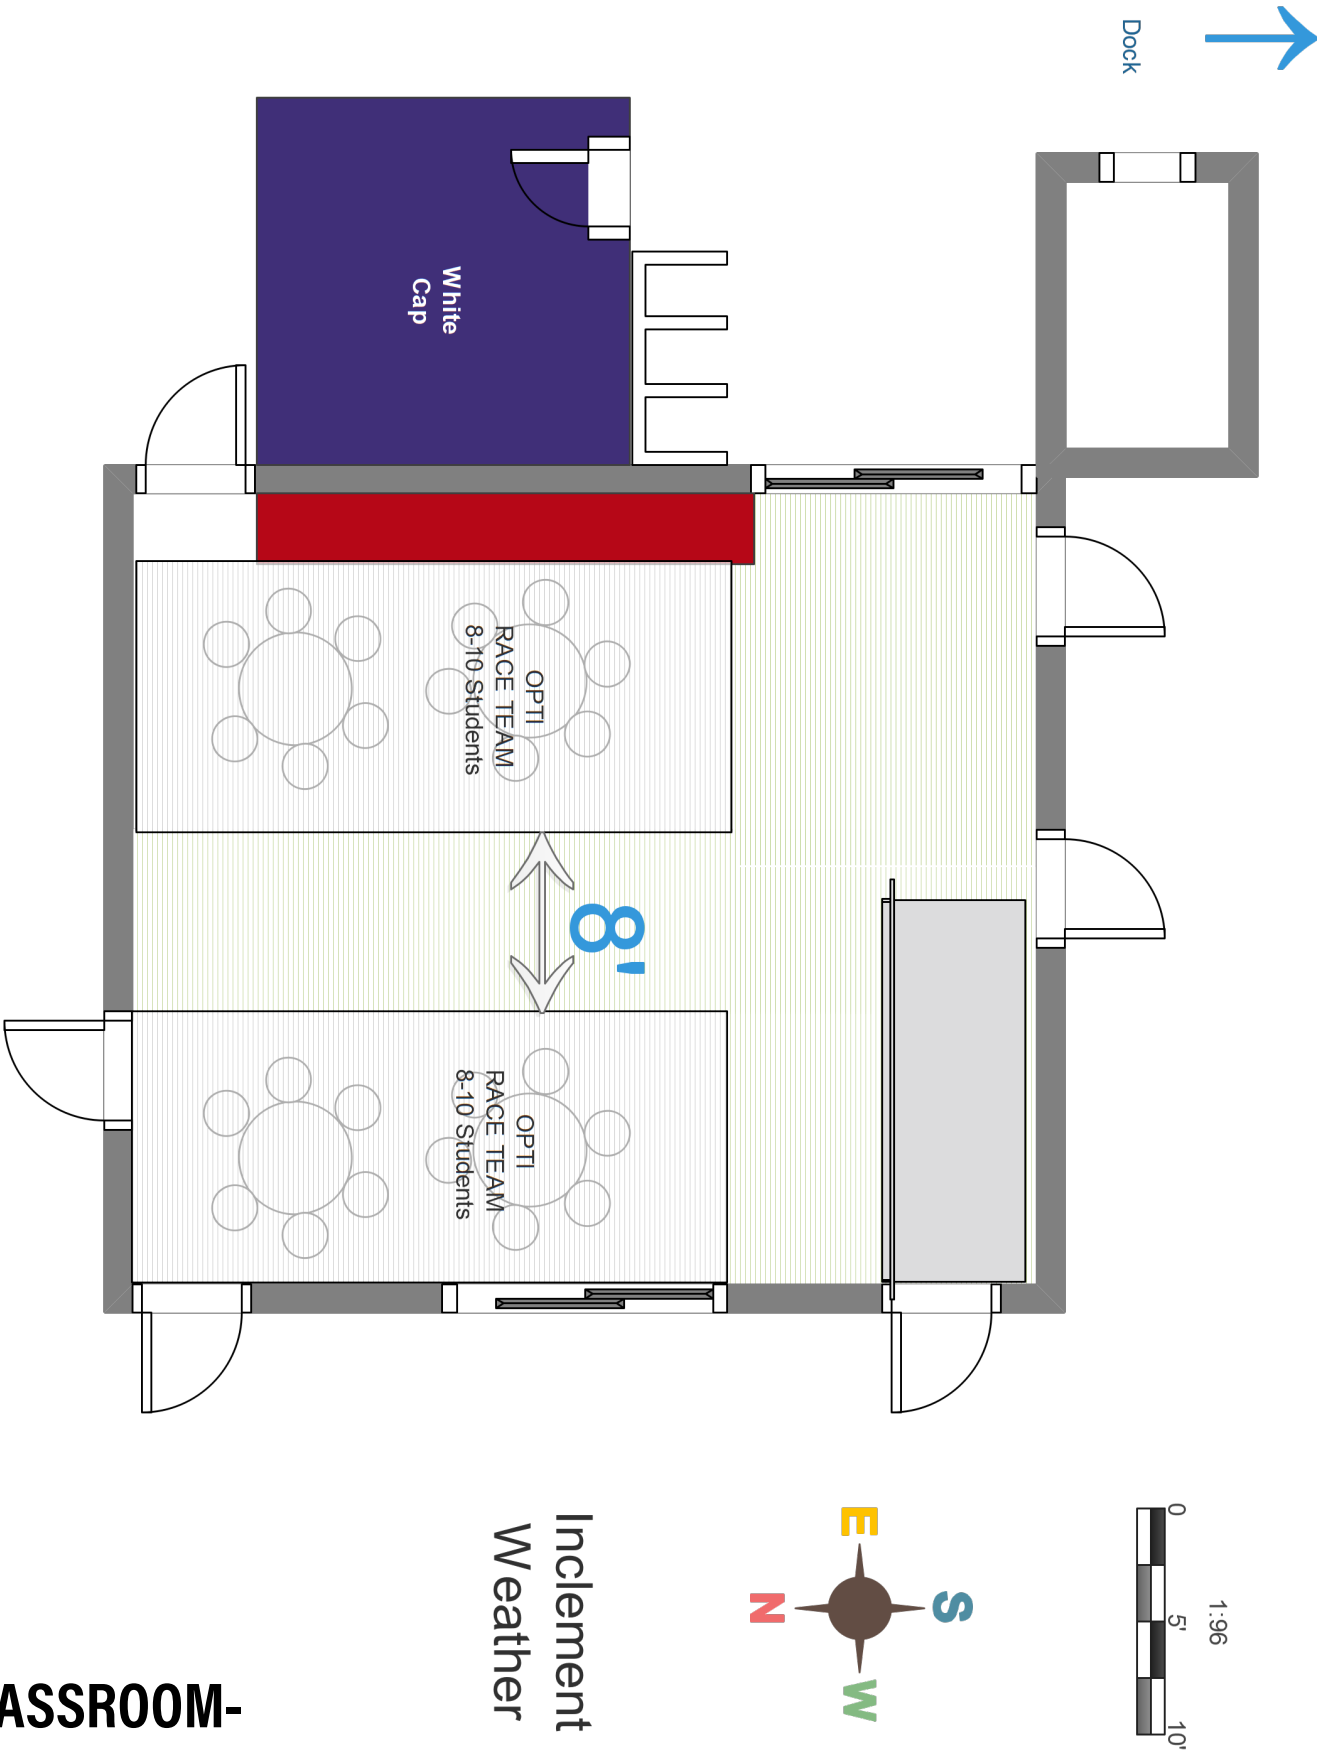 Dock
White
Cap
OPTI
RACE TEAM
8-10 Students
8'
OPTI
RACE TEAM
8-10 Students
Inclement
Weather
E
S
N
W
1:96
0
5'
10'
ASSROOM-